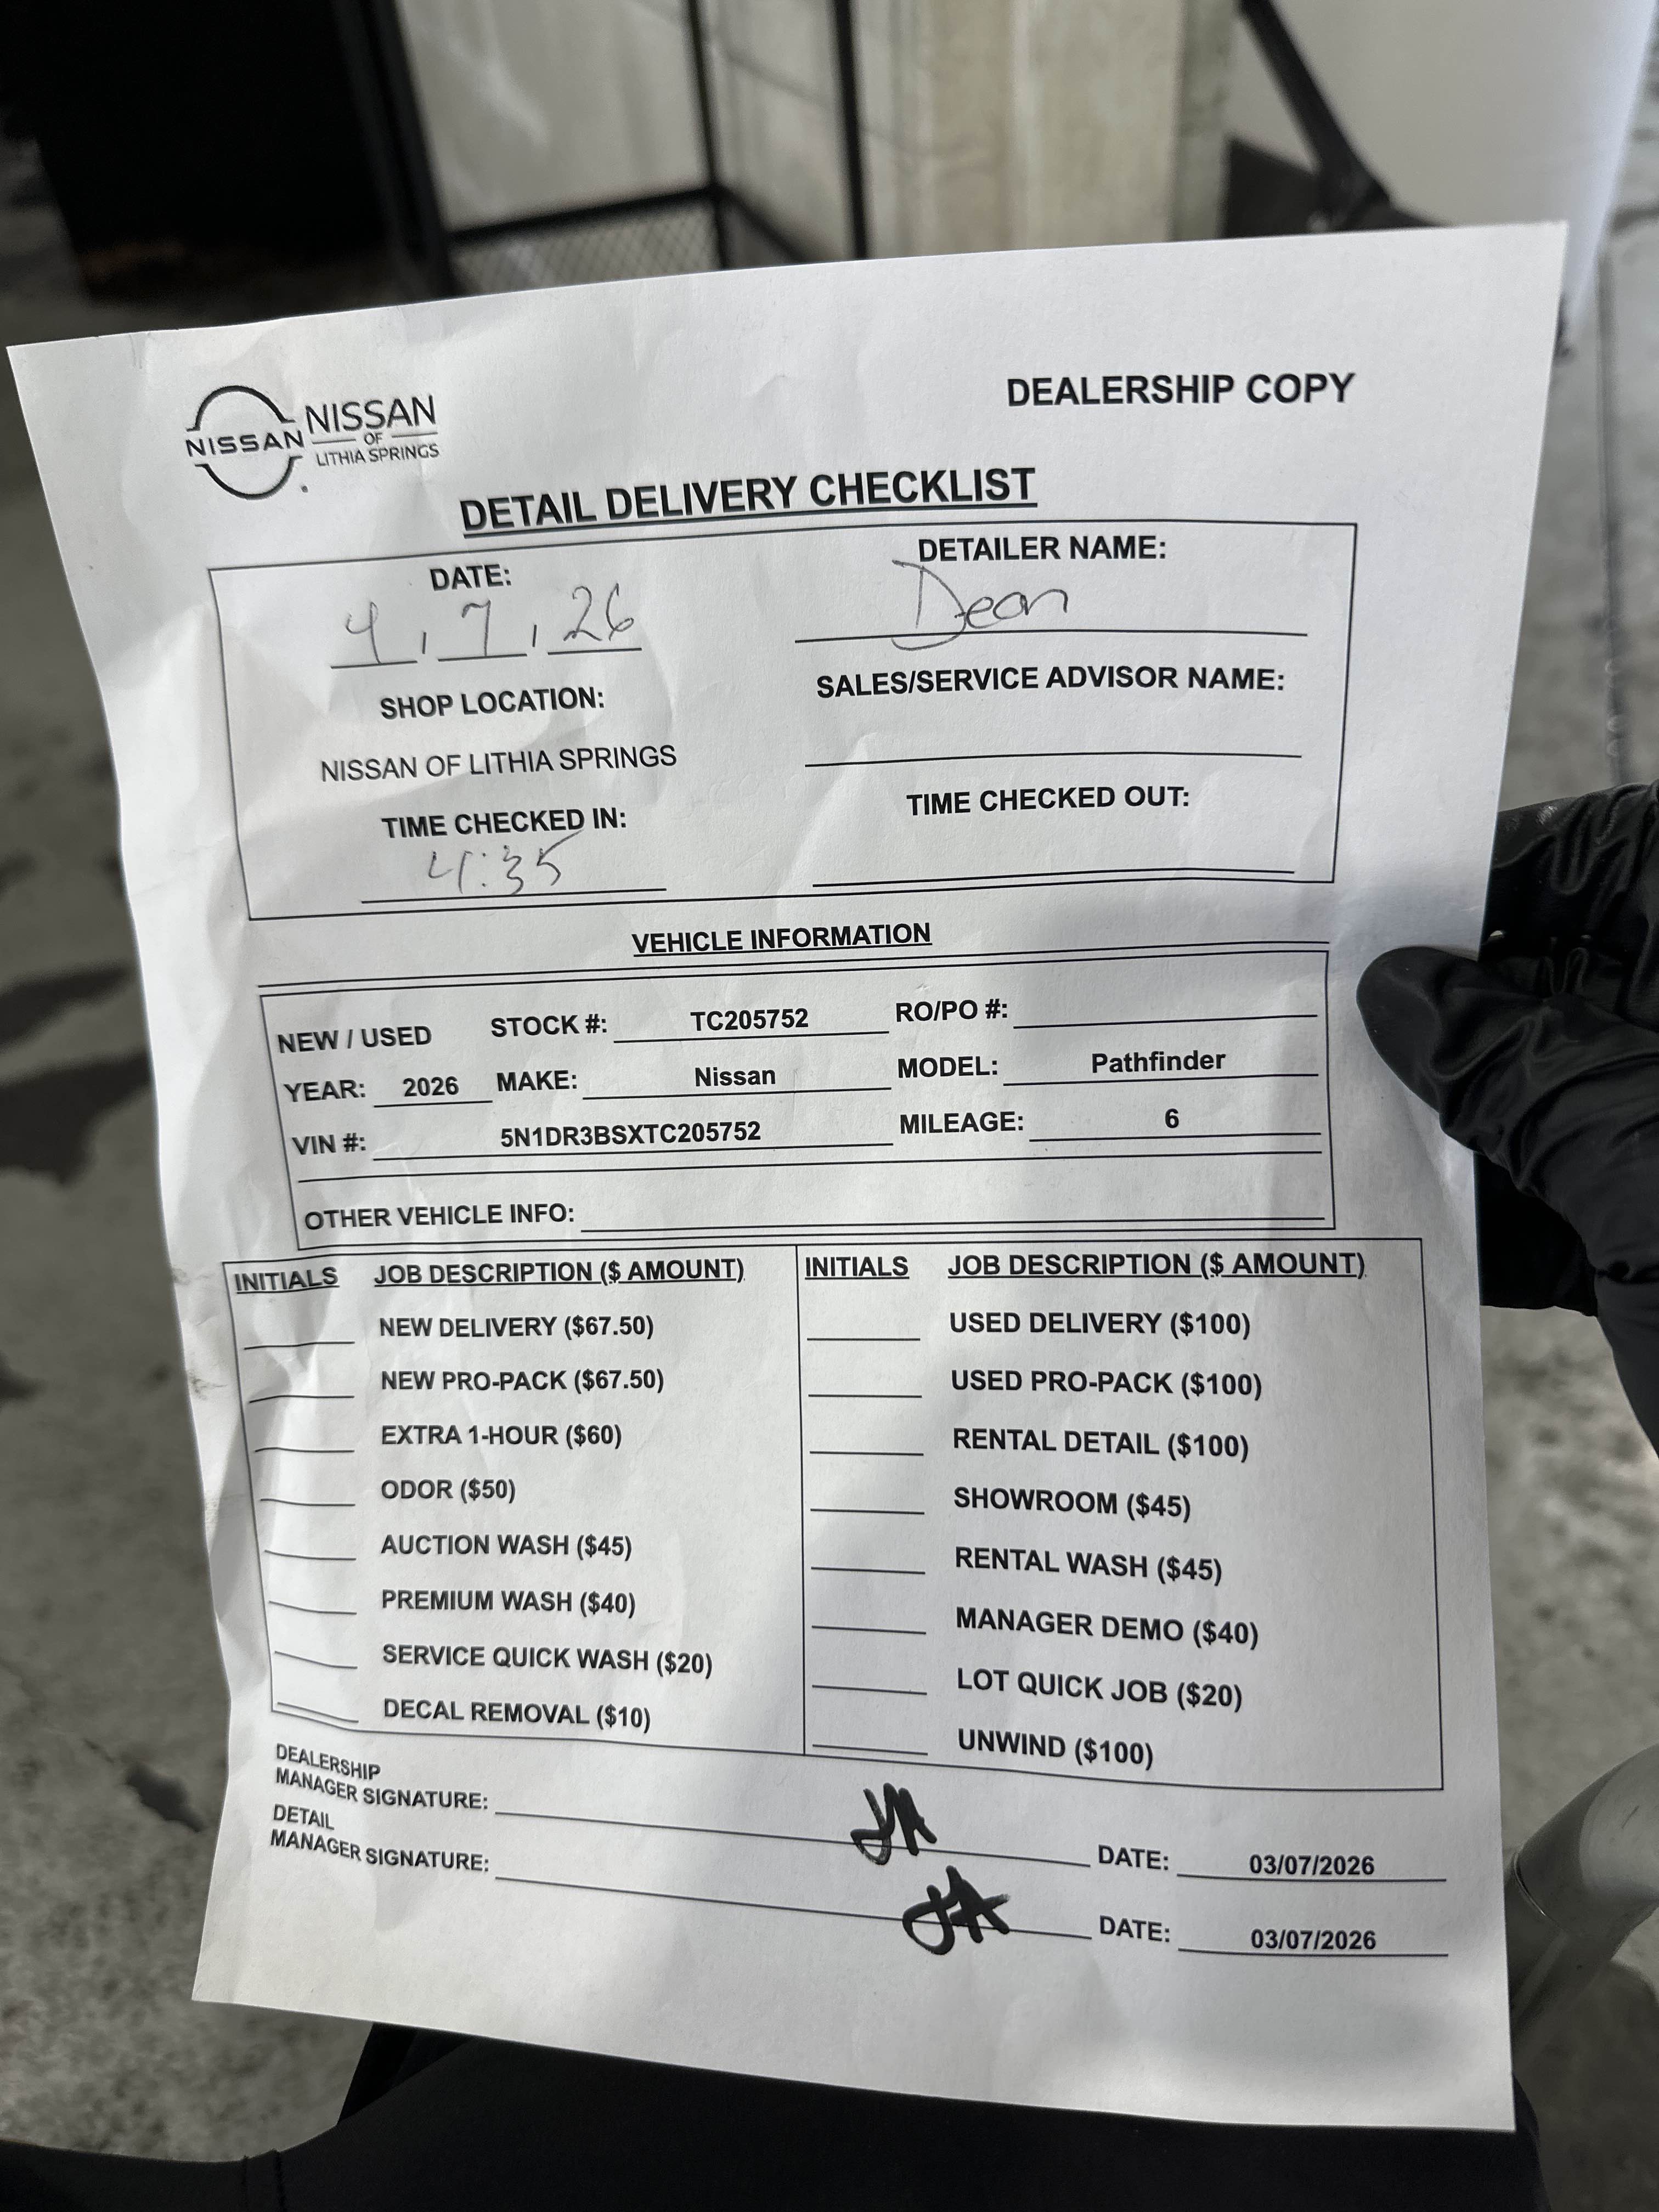 DEALERSHIP COPY
NISSAN NISSAN
OF
LITHIA SPRINGS
DETAIL DELIVERY CHECKLIST
DATE: DETAILER NAME:
4, 7, 26 Dean
SHOP LOCATION: SALES/SERVICE ADVISOR NAME:
NISSAN OF LITHIA SPRINGS
TIME CHECKED IN: TIME CHECKED OUT:
4:35
VEHICLE INFORMATION
NEW / USED STOCK #: TC205752 RO/PO #:
YEAR: 2026 MAKE: Nissan MODEL: Pathfinder
VIN #: 5N1DR3BSXTC205752 MILEAGE: 6
OTHER VEHICLE INFO:
INITIALS JOB DESCRIPTION ($ AMOUNT) INITIALS JOB DESCRIPTION ($ AMOUNT)
NEW DELIVERY ($67.50) USED DELIVERY ($100)
NEW PRO-PACK ($67.50) USED PRO-PACK ($100)
EXTRA 1-HOUR ($60) RENTAL DETAIL ($100)
ODOR ($50) SHOWROOM ($45)
AUCTION WASH ($45) RENTAL WASH ($45)
PREMIUM WASH ($40) MANAGER DEMO ($40)
SERVICE QUICK WASH ($20) LOT QUICK JOB ($20)
DECAL REMOVAL ($10) UNWIND ($100)
DEALERSHIP
MANAGER SIGNATURE: JA DATE: 03/07/2026
DETAIL
MANAGER SIGNATURE: JA DATE: 03/07/2026